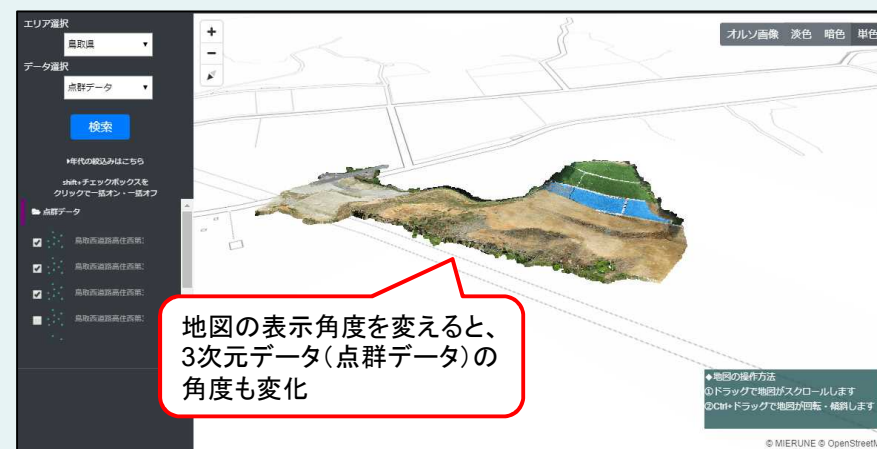 エリア選択
鳥取県
データ選択
点群データ
検索
▸年代の絞込みはこちら
shift+チェックボックスを
クリックで一括オン・一括オフ
点群データ
鳥取西道路高住西第
鳥取西道路高住西第
鳥取西道路高住西第
鳥取西道路高住西第
+
−
オルソ画像 淡色 暗色 単色
地図の表示角度を変えると、
3次元データ(点群データ)の
角度も変化
◆地図の操作方法
①ドラッグで地図がスクロールします
②Ctrl+ドラッグで地図が回転・傾斜します
© MIERUNE © OpenStreetM